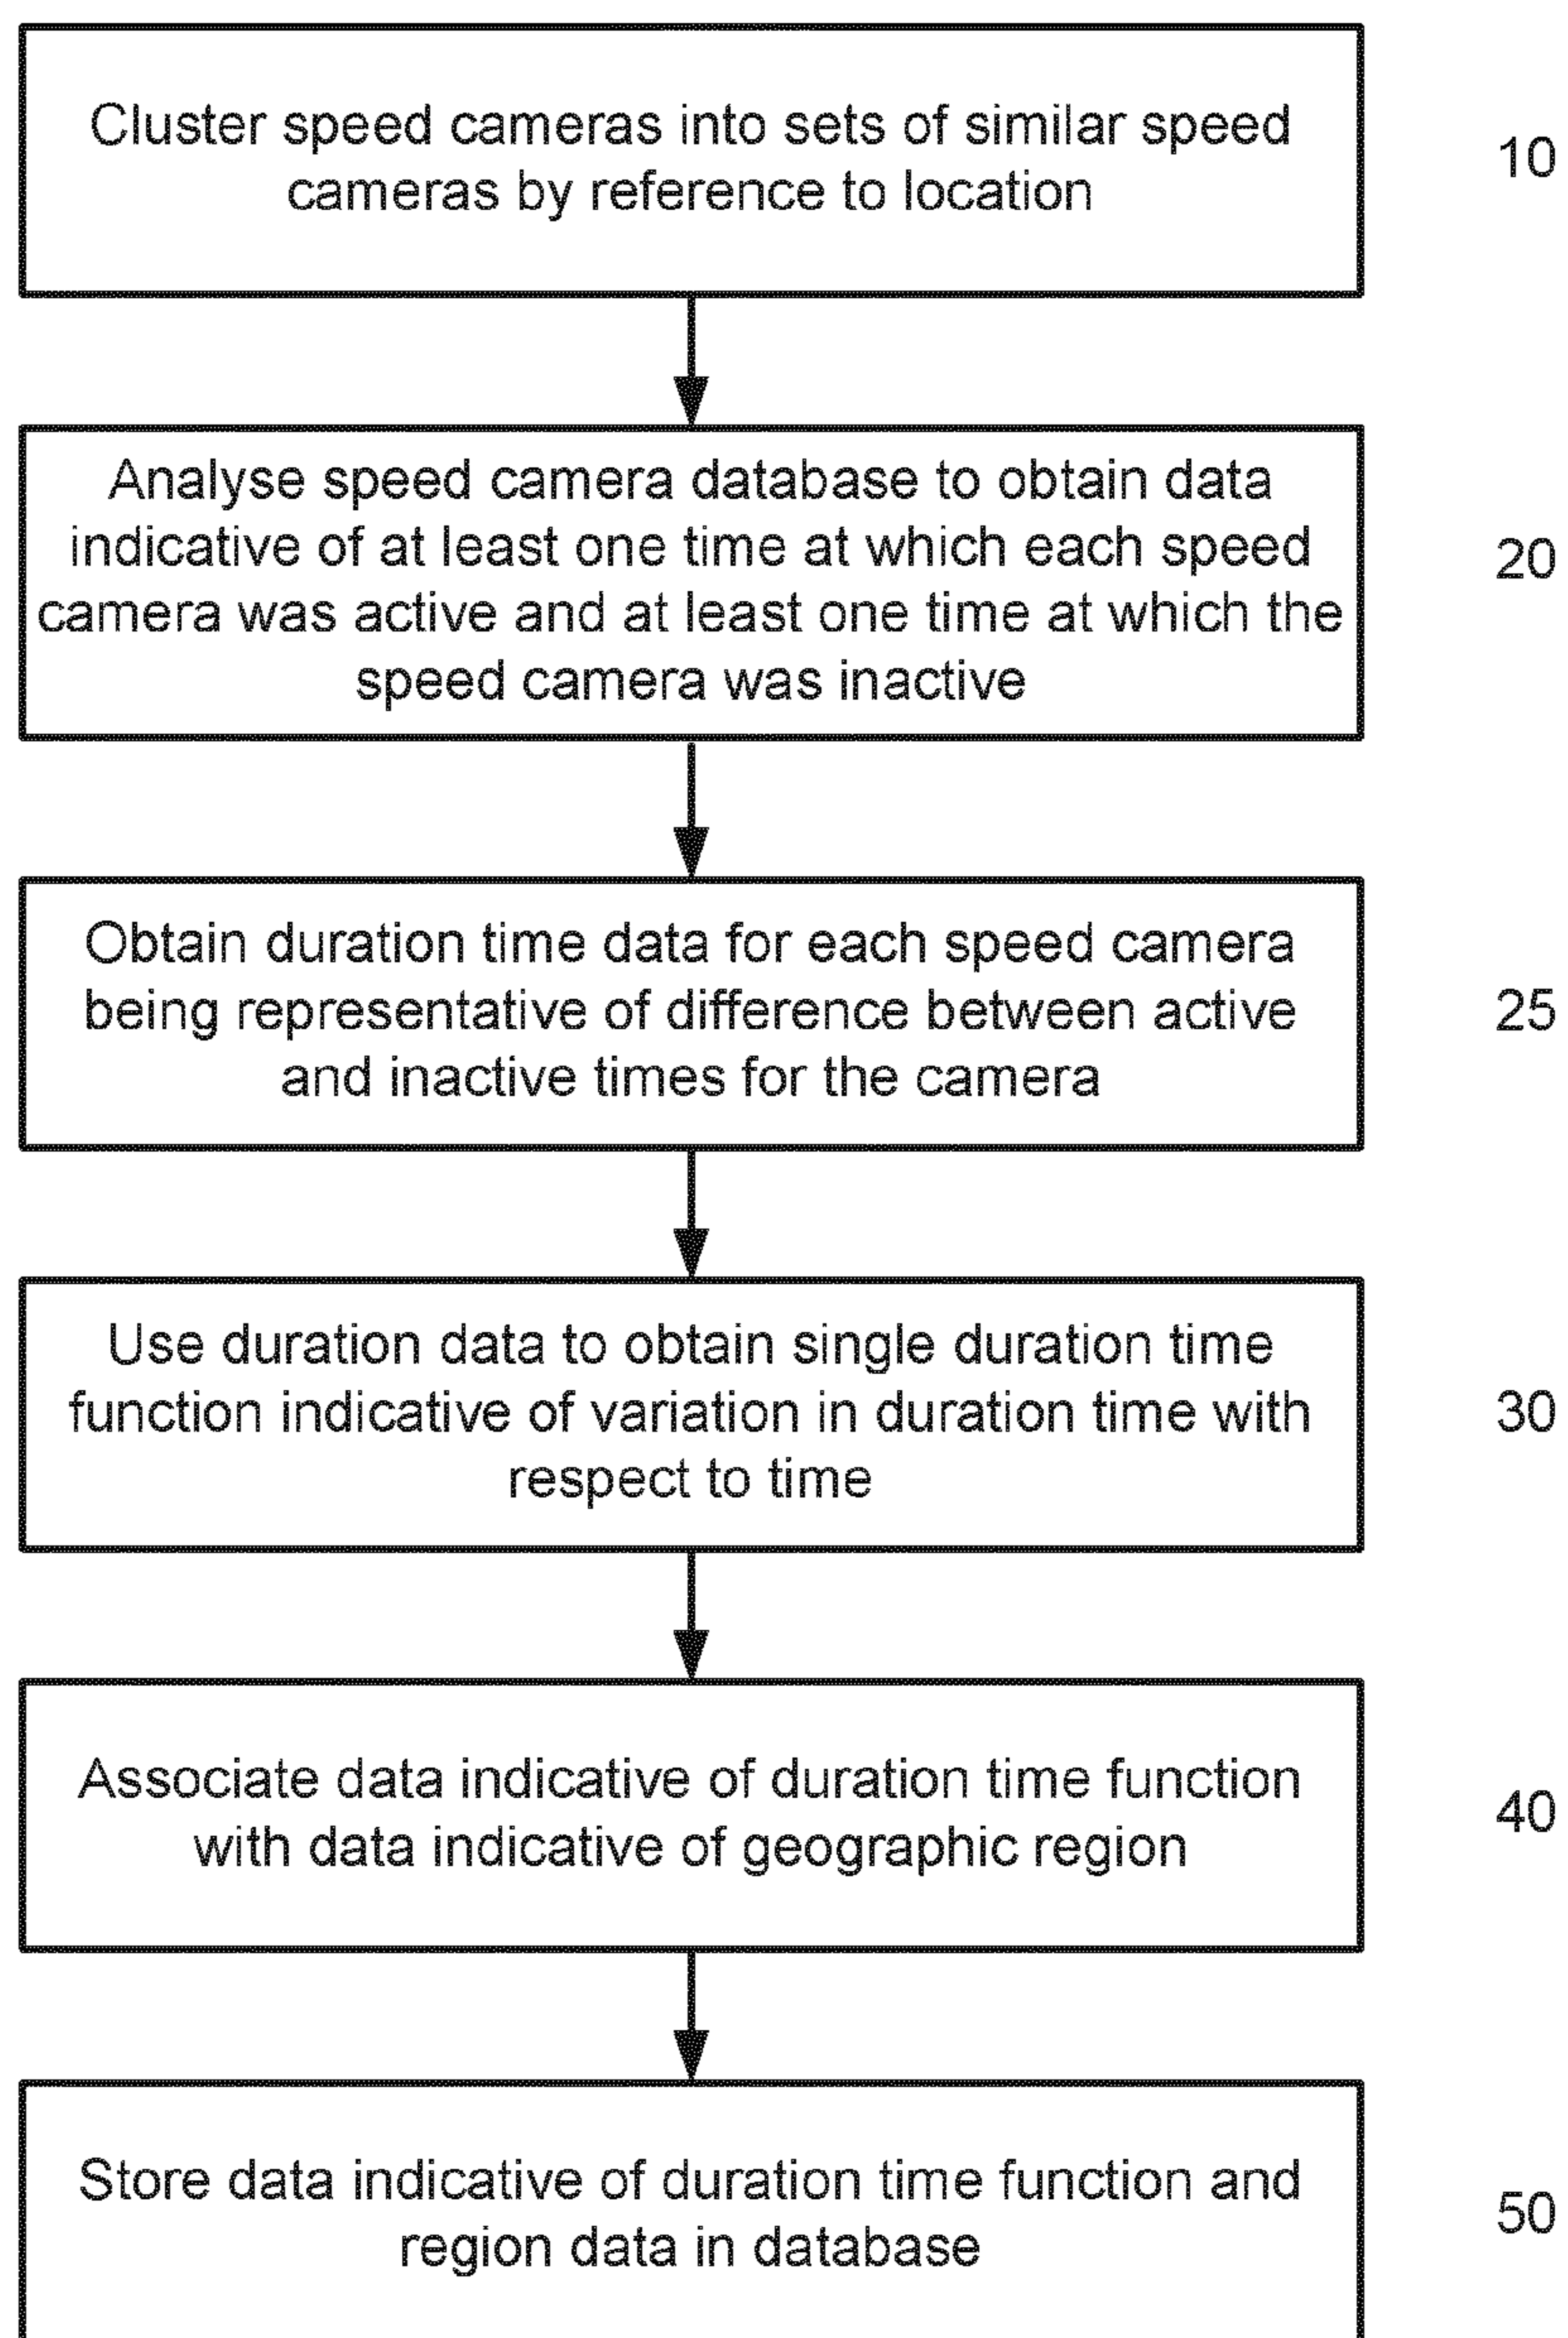 Cluster speed cameras into sets of similar speed
cameras by reference to location
10
Analyse speed camera database to obtain data
indicative of at least one time at which each speed
camera was active and at least one time at which the
speed camera was inactive
20
Obtain duration time data for each speed camera
being representative of difference between active
and inactive times for the camera
25
Use duration data to obtain single duration time
function indicative of variation in duration time with
respect to time
30
Associate data indicative of duration time function
with data indicative of geographic region
40
Store data indicative of duration time function and
region data in database
50